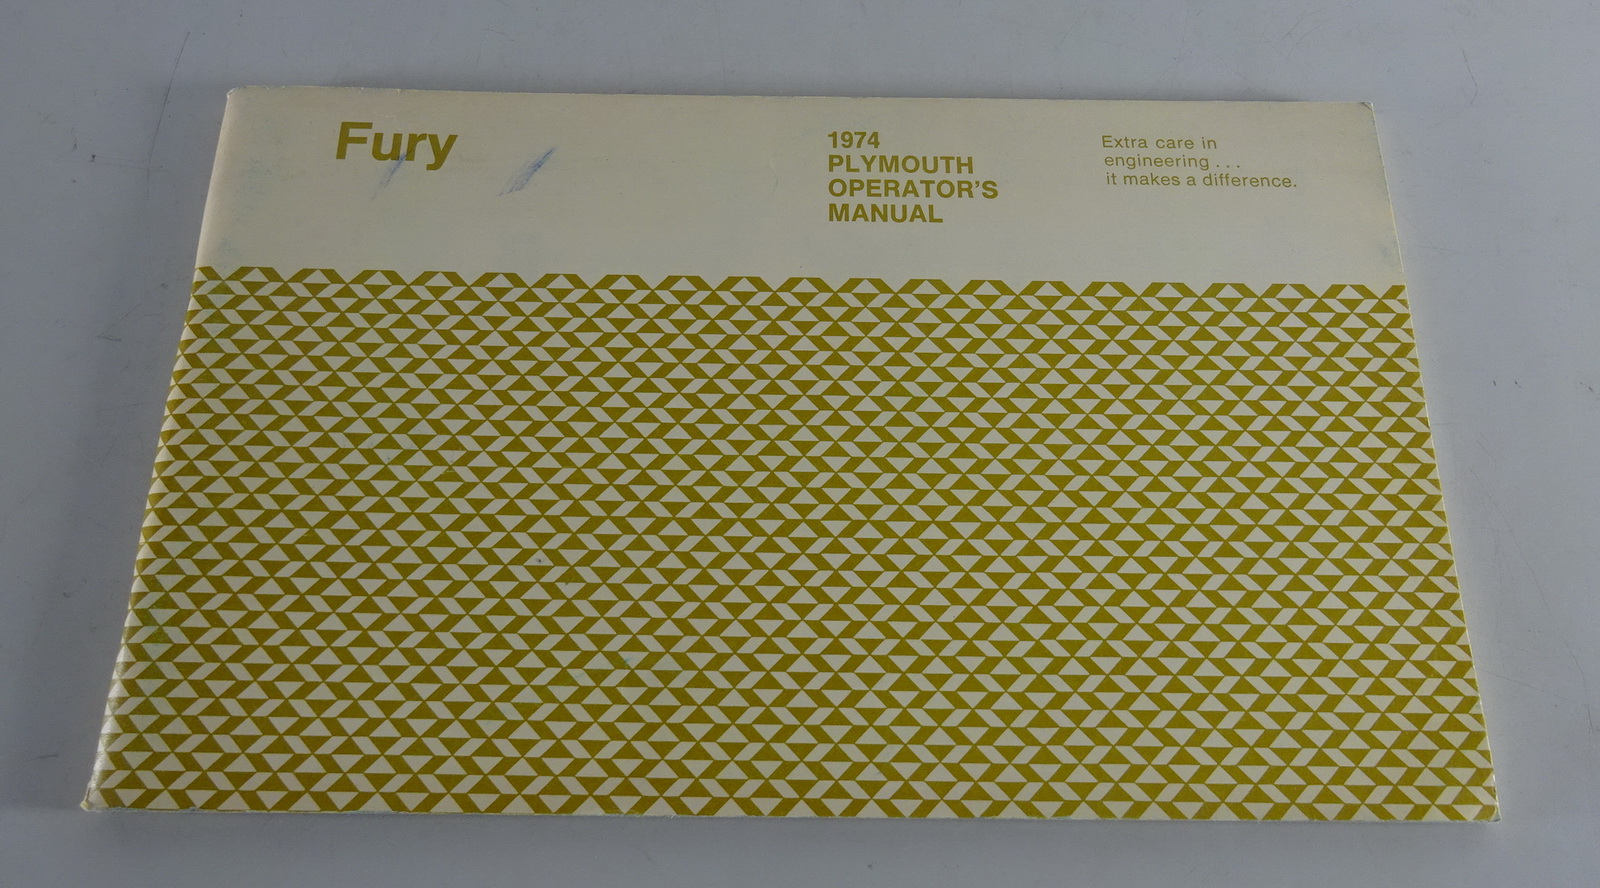 Fury
1974
PLYMOUTH
OPERATOR'S
MANUAL
Extra care in
engineering . . .
it makes a difference.